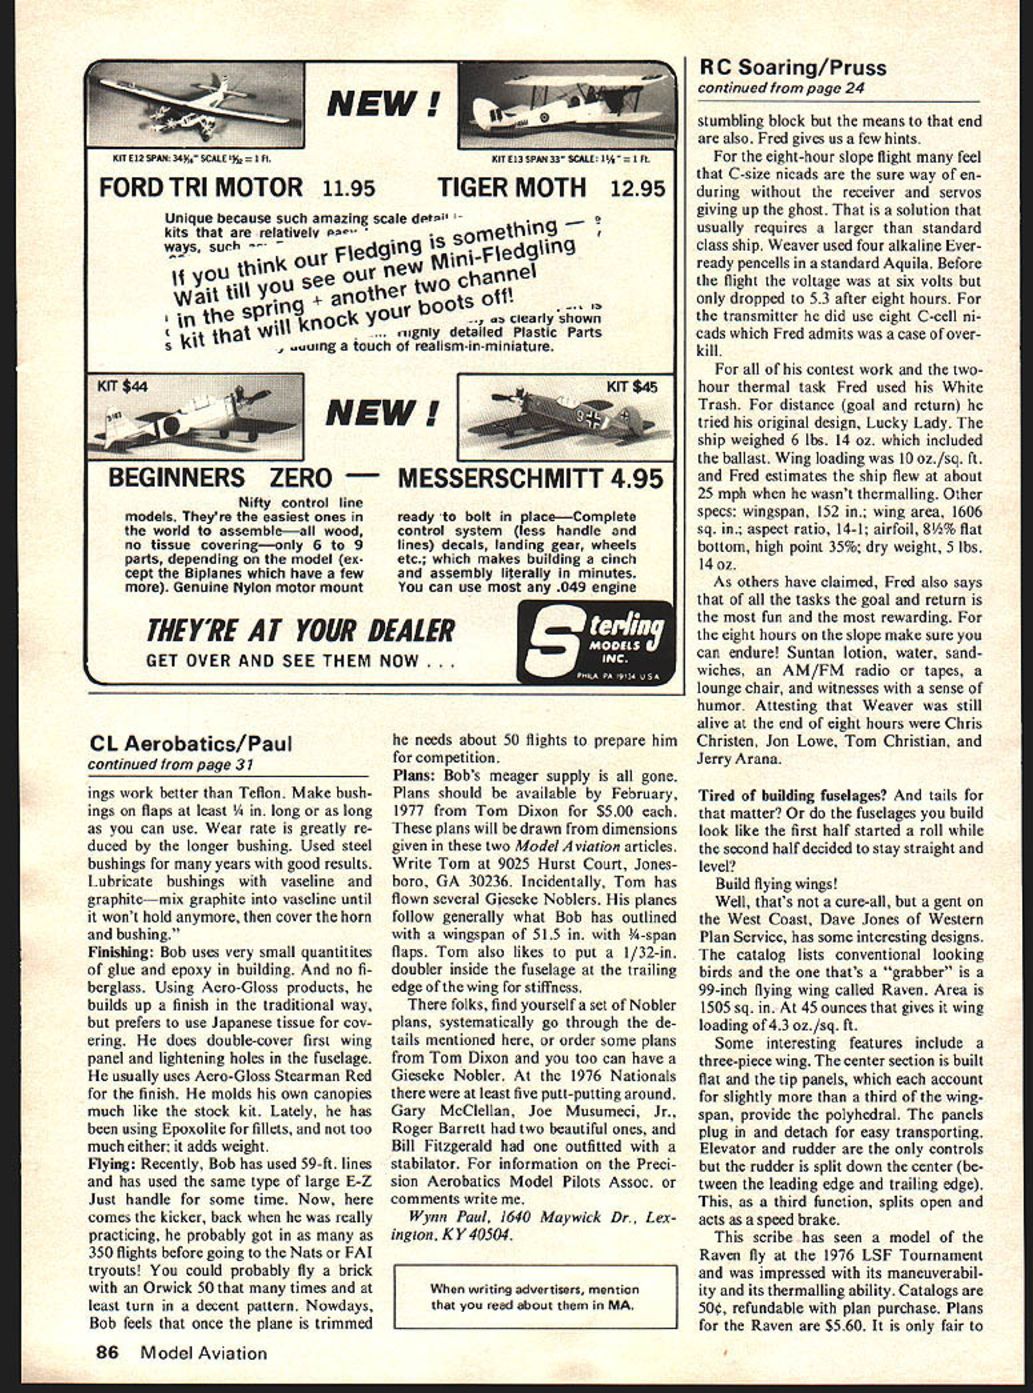 NEW !
KIT E12 SPAN: 34⅜" SCALE 1/32 = 1 Ft.
KIT E13 SPAN 33" SCALE: 1⅛" = 1 Ft.
FORD TRI MOTOR 11.95
TIGER MOTH 12.95
Unique because such amazing scale
kits that are relatively
ways, such
If you think our Fledging is something —
Wait till you see our new Mini-Fledgling
in the spring + another two channel
kit that will knock your boots off!
as clearly shown
detailed Plastic Parts
a touch of realism-in-miniature.
KIT $44
NEW !
KIT $45
BEGINNERS ZERO — MESSERSCHMITT 4.95
Nifty control line
models. They're the easiest ones in
the world to assemble—all wood,
no tissue covering—only 6 to 9
parts, depending on the model (ex-
cept the Biplanes which have a few
more). Genuine Nylon motor mount
ready to bolt in place—Complete
control system (less handle and
lines) decals, landing gear, wheels
etc.; which makes building a cinch
and assembly literally in minutes.
You can use most any .049 engine
THEY'RE AT YOUR DEALER
GET OVER AND SEE THEM NOW . . .
Sterling
MODELS
INC.
PHILA PA 19134 USA
CL Aerobatics/Paul
continued from page 31
ings work better than Teflon. Make bush-
ings on flaps at least ¼ in. long or as long
as you can use. Wear rate is greatly re-
duced by the longer bushing. Used steel
bushings for many years with good results.
Lubricate bushings with vaseline and
graphite—mix graphite into vaseline until
it won't hold anymore, then cover the horn
and bushing."
Finishing: Bob uses very small quantitites
of glue and epoxy in building. And no fi-
berglass. Using Aero-Gloss products, he
builds up a finish in the traditional way,
but prefers to use Japanese tissue for cov-
ering. He does double-cover first wing
panel and lightening holes in the fuselage.
He usually uses Aero-Gloss Stearman Red
for the finish. He molds his own canopies
much like the stock kit. Lately, he has
been using Epoxolite for fillets, and not too
much either; it adds weight.
Flying: Recently, Bob has used 59-ft. lines
and has used the same type of large E-Z
Just handle for some time. Now, here
comes the kicker, back when he was really
practicing, he probably got in as many as
350 flights before going to the Nats or FAI
tryouts! You could probably fly a brick
with an Orwick 50 that many times and at
least turn in a decent pattern. Nowdays,
Bob feels that once the plane is trimmed
he needs about 50 flights to prepare him
for competition.
Plans: Bob's meager supply is all gone.
Plans should be available by February,
1977 from Tom Dixon for $5.00 each.
These plans will be drawn from dimensions
given in these two Model Aviation articles.
Write Tom at 9025 Hurst Court, Jones-
boro, GA 30236. Incidentally, Tom has
flown several Gieseke Noblers. His planes
follow generally what Bob has outlined
with a wingspan of 51.5 in. with ¾-span
flaps. Tom also likes to put a 1/32-in.
doubler inside the fuselage at the trailing
edge of the wing for stiffness.
There folks, find yourself a set of Nobler
plans, systematically go through the de-
tails mentioned here, or order some plans
from Tom Dixon and you too can have a
Gieseke Nobler. At the 1976 Nationals
there were at least five putt-putting around.
Gary McClellan, Joe Musumeci, Jr.,
Roger Barrett had two beautiful ones, and
Bill Fitzgerald had one outfitted with a
stabilator. For information on the Preci-
sion Aerobatics Model Pilots Assoc. or
comments write me.
Wynn Paul, 1640 Maywick Dr., Lex-
ington, KY 40504.
When writing advertisers, mention
that you read about them in MA.
RC Soaring/Pruss
continued from page 24
stumbling block but the means to that end
are also. Fred gives us a few hints.
For the eight-hour slope flight many feel
that C-size nicads are the sure way of en-
during without the receiver and servos
giving up the ghost. That is a solution that
usually requires a larger than standard
class ship. Weaver used four alkaline Ever-
ready pencells in a standard Aquila. Before
the flight the voltage was at six volts but
only dropped to 5.3 after eight hours. For
the transmitter he did use eight C-cell ni-
cads which Fred admits was a case of over-
kill.
For all of his contest work and the two-
hour thermal task Fred used his White
Trash. For distance (goal and return) he
tried his original design, Lucky Lady. The
ship weighed 6 lbs. 14 oz. which included
the ballast. Wing loading was 10 oz./sq. ft.
and Fred estimates the ship flew at about
25 mph when he wasn't thermalling. Other
specs: wingspan, 152 in.; wing area, 1606
sq. in.; aspect ratio, 14-1; airfoil, 8½% flat
bottom, high point 35%; dry weight, 5 lbs.
14 oz.
As others have claimed, Fred also says
that of all the tasks the goal and return is
the most fun and the most rewarding. For
the eight hours on the slope make sure you
can endure! Suntan lotion, water, sand-
wiches, an AM/FM radio or tapes, a
lounge chair, and witnesses with a sense of
humor. Attesting that Weaver was still
alive at the end of eight hours were Chris
Christen, Jon Lowe, Tom Christian, and
Jerry Arana.
Tired of building fuselages? And tails for
that matter? Or do the fuselages you build
look like the first half started a roll while
the second half decided to stay straight and
level?
Build flying wings!
Well, that's not a cure-all, but a gent on
the West Coast, Dave Jones of Western
Plan Service, has some interesting designs.
The catalog lists conventional looking
birds and the one that's a "grabber" is a
99-inch flying wing called Raven. Area is
1505 sq. in. At 45 ounces that gives it wing
loading of 4.3 oz./sq. ft.
Some interesting features include a
three-piece wing. The center section is built
flat and the tip panels, which each account
for slightly more than a third of the wing-
span, provide the polyhedral. The panels
plug in and detach for easy transporting.
Elevator and rudder are the only controls
but the rudder is split down the center (be-
tween the leading edge and trailing edge).
This, as a third function, splits open and
acts as a speed brake.
This scribe has seen a model of the
Raven fly at the 1976 LSF Tournament
and was impressed with its maneuverabil-
ity and its thermalling ability. Catalogs are
50¢, refundable with plan purchase. Plans
for the Raven are $5.60. It is only fair to
86 Model Aviation